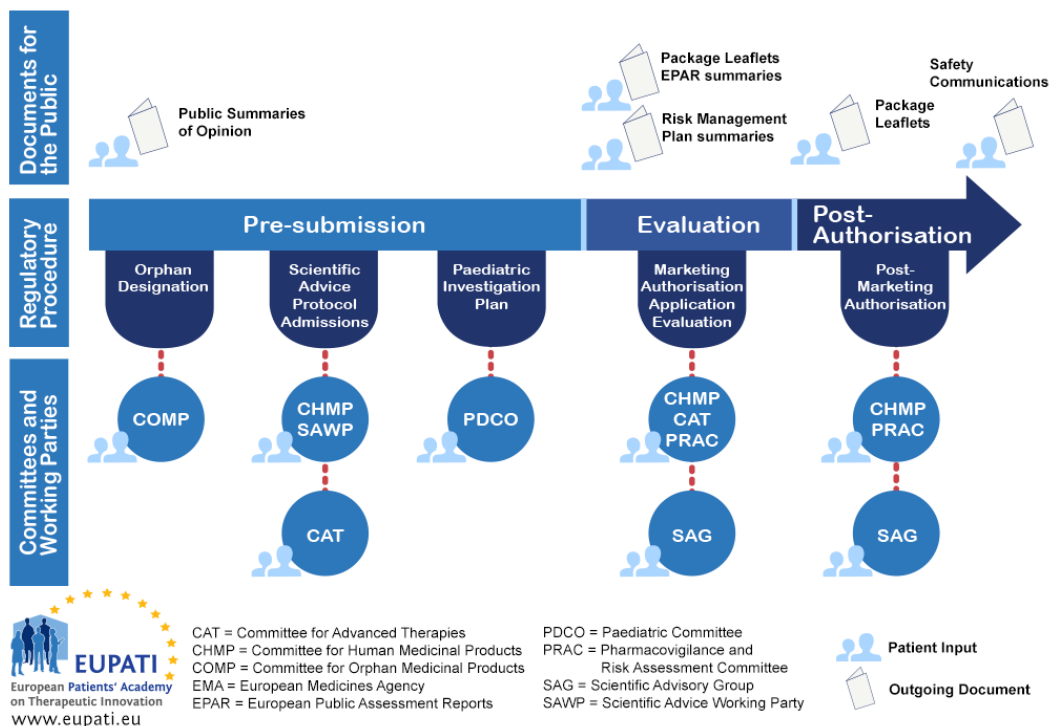 Documents for
the Public
Public Summaries
of Opinion
Package Leaflets
EPAR summaries
Risk Management
Plan summaries
Package
Leaflets
Safety
Communications
Regulatory
Procedure
Pre-submission
Evaluation
Post-
Authorisation
Orphan
Designation
Scientific
Advice
Protocol
Admissions
Paediatric
Investigation
Plan
Marketing
Authorisation
Application
Evaluation
Post-
Marketing
Authorisation
Committees and
Working Parties
COMP
CHMP
SAWP
PDCO
CHMP
CAT
PRAC
CHMP
PRAC
CAT
SAG
SAG
EUPATI
European Patients' Academy
on Therapeutic Innovation
www.eupati.eu
CAT = Committee for Advanced Therapies
CHMP = Committee for Human Medicinal Products
COMP = Committee for Orphan Medicinal Products
EMA = European Medicines Agency
EPAR = European Public Assessment Reports
PDCO = Paediatric Committee
PRAC = Pharmacovigilance and
Risk Assessment Committee
SAG = Scientific Advisory Group
SAWP = Scientific Advice Working Party
Patient Input
Outgoing Document